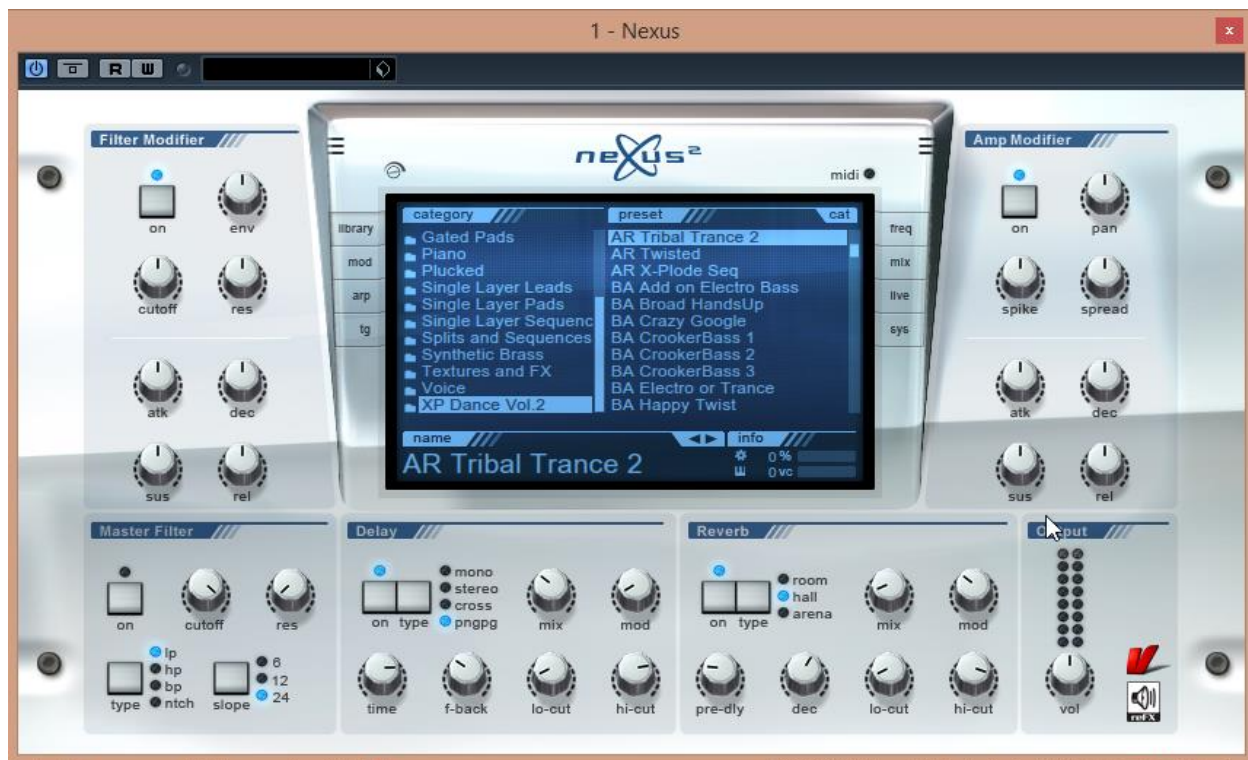 1 - Nexus
x
R W
Filter Modifier
on env
cutoff res
atk dec
sus rel
nexus²
midi
library
mod
arp
tg
category
Gated Pads
Piano
Plucked
Single Layer Leads
Single Layer Pads
Single Layer Sequenc
Splits and Sequences
Synthetic Brass
Textures and FX
Voice
XP Dance Vol.2
preset cat
AR Tribal Trance 2
AR Twisted
AR X-Plode Seq
BA Add on Electro Bass
BA Broad HandsUp
BA Crazy Google
BA CrookerBass 1
BA CrookerBass 2
BA CrookerBass 3
BA Electro or Trance
BA Happy Twist
name
AR Tribal Trance 2
info
0 %
0 vc
freq
mix
live
sys
Amp Modifier
on pan
spike spread
atk dec
sus rel
Master Filter
on cutoff res
lp
hp
bp
ntch
type
6
12
24
slope
Delay
mono
stereo
cross
pngpg
on type mix mod
time f-back lo-cut hi-cut
Reverb
room
hall
arena
on type mix mod
pre-dly dec lo-cut hi-cut
vol
reFX